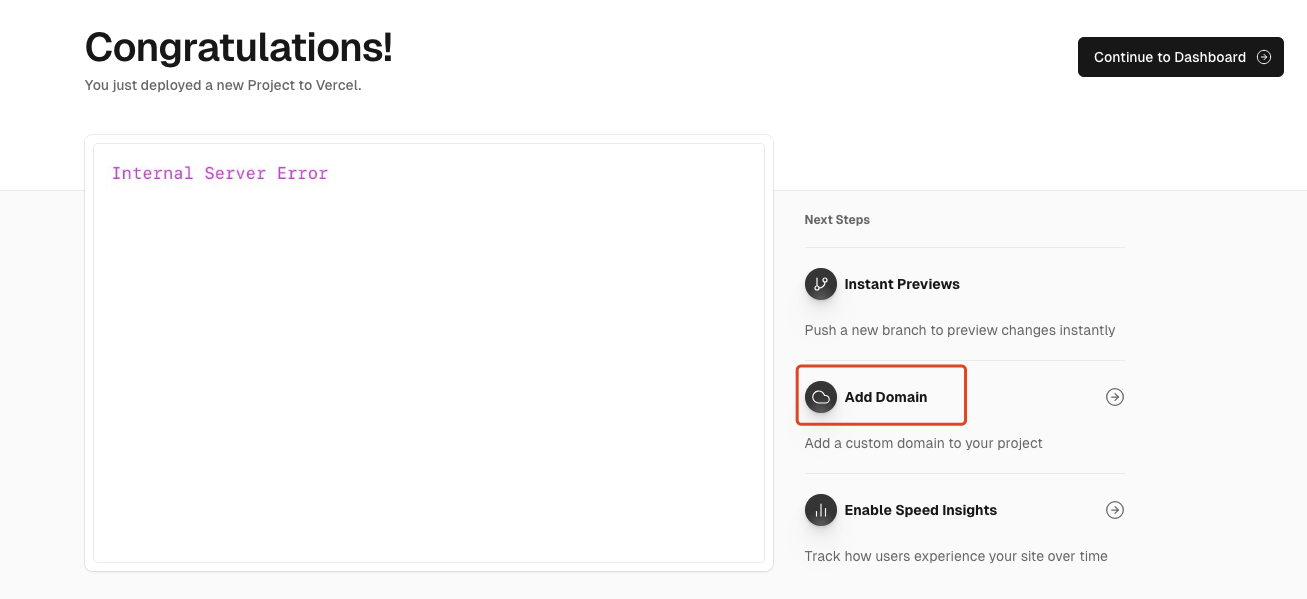 Congratulations!
You just deployed a new Project to Vercel.
Continue to Dashboard
Internal Server Error
Next Steps
Instant Previews
Push a new branch to preview changes instantly
Add Domain
Add a custom domain to your project
Enable Speed Insights
Track how users experience your site over time